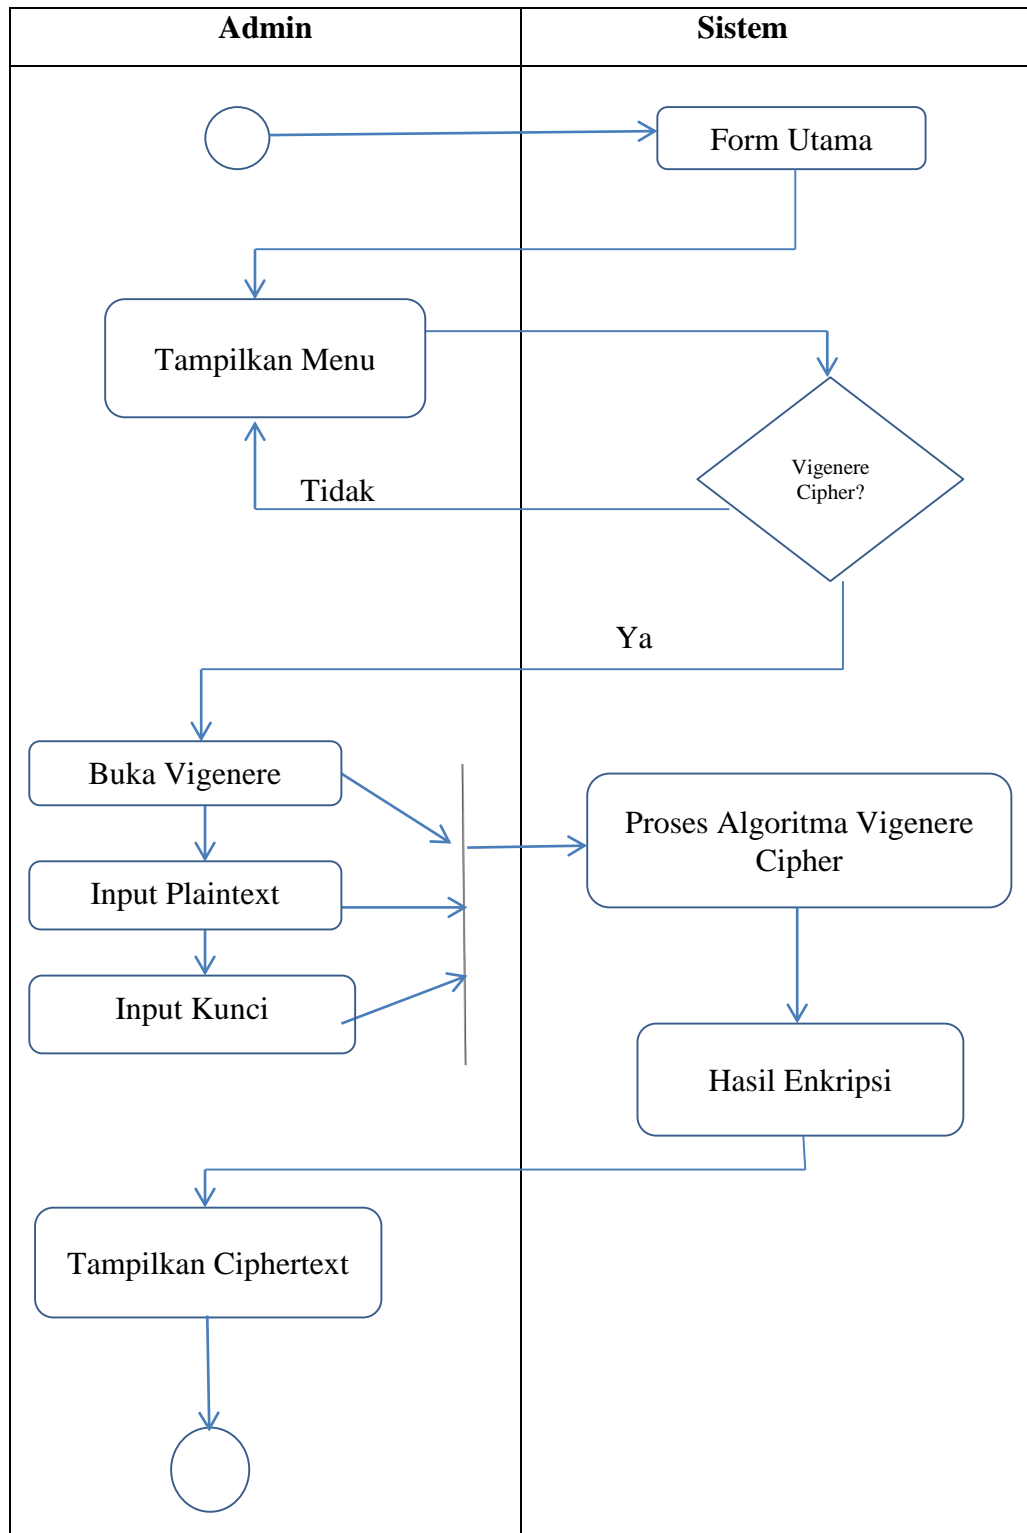 Admin
Sistem
Form Utama
Tampilkan Menu
Vigenere
Cipher?
Tidak
Ya
Buka Vigenere
Proses Algoritma Vigenere
Cipher
Input Plaintext
Input Kunci
Hasil Enkripsi
Tampilkan Ciphertext